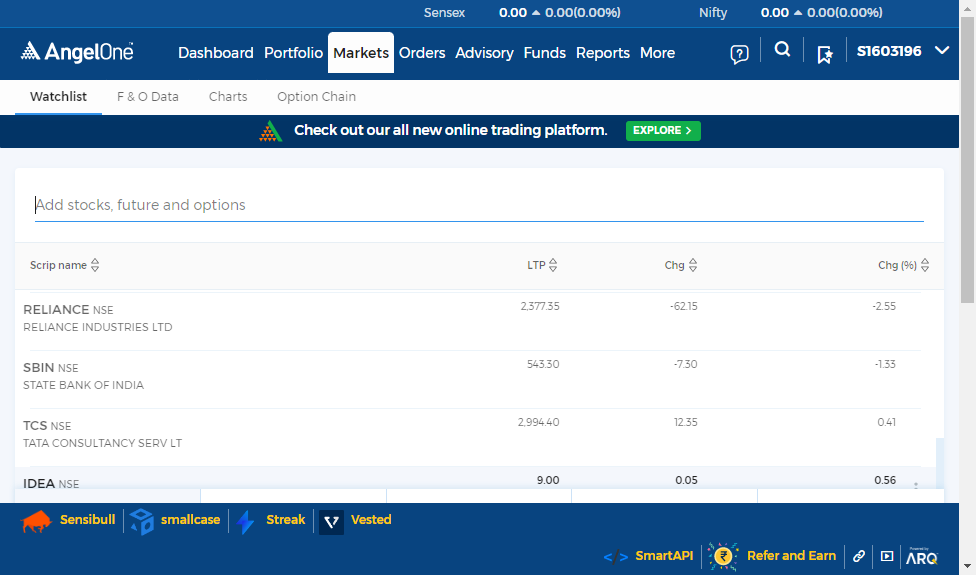 Sensex 0.00 0.00(0.00%) Nifty 0.00 0.00(0.00%)
AngelOne Dashboard Portfolio Markets Orders Advisory Funds Reports More ? S1603196
Watchlist F & O Data Charts Option Chain
Check out our all new online trading platform. EXPLORE >
Add stocks, future and options
Scrip name LTP Chg Chg (%)
RELIANCE NSE 2,377.35 -62.15 -2.55
RELIANCE INDUSTRIES LTD
SBIN NSE 543.30 -7.30 -1.33
STATE BANK OF INDIA
TCS NSE 2,994.40 12.35 0.41
TATA CONSULTANCY SERV LT
IDEA NSE 9.00 0.05 0.56
Sensibull smallcase Streak Vested
< > SmartAPI ₹ Refer and Earn Powered by ARQ